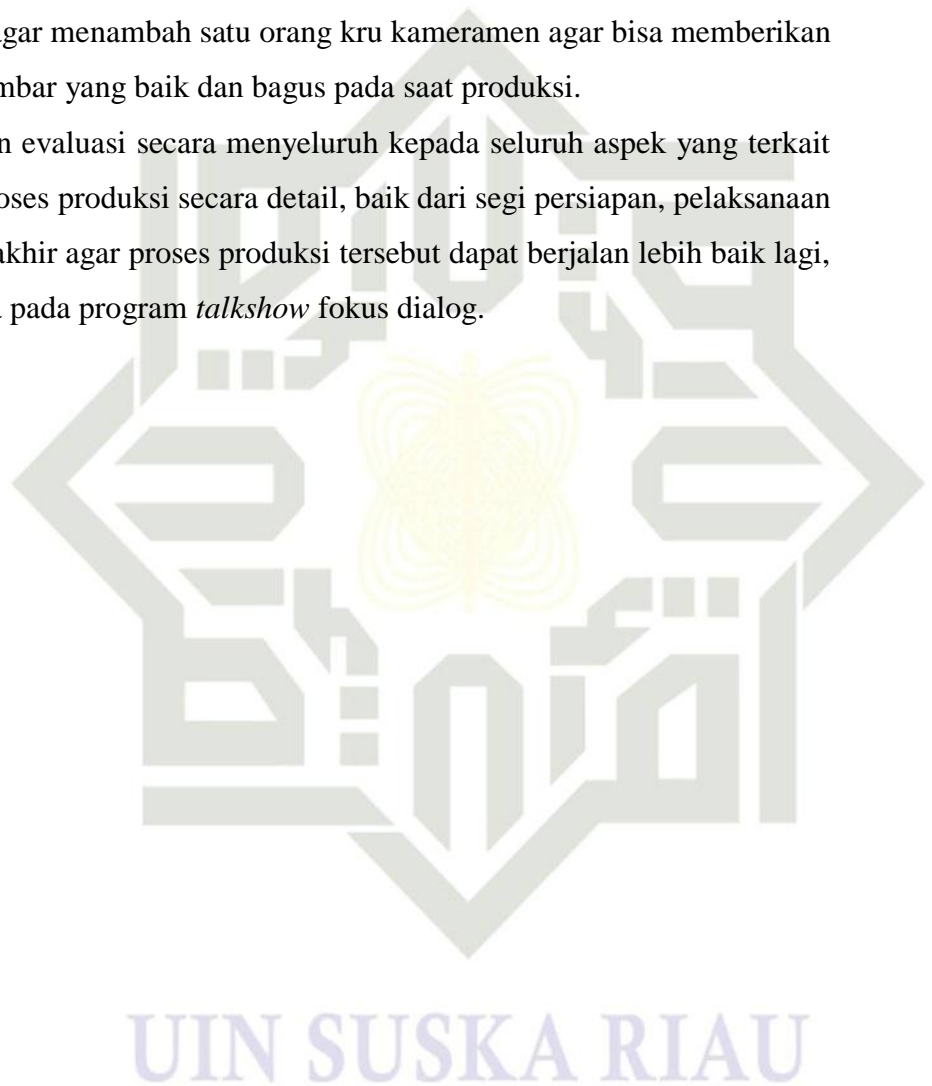 agar menambah satu orang kru kameramen agar bisa memberikan
mbar yang baik dan bagus pada saat produksi.
n evaluasi secara menyeluruh kepada seluruh aspek yang terkait
oses produksi secara detail, baik dari segi persiapan, pelaksanaan
akhir agar proses produksi tersebut dapat berjalan lebih baik lagi,
a pada program talkshow fokus dialog.
UIN SUSKA RIAU